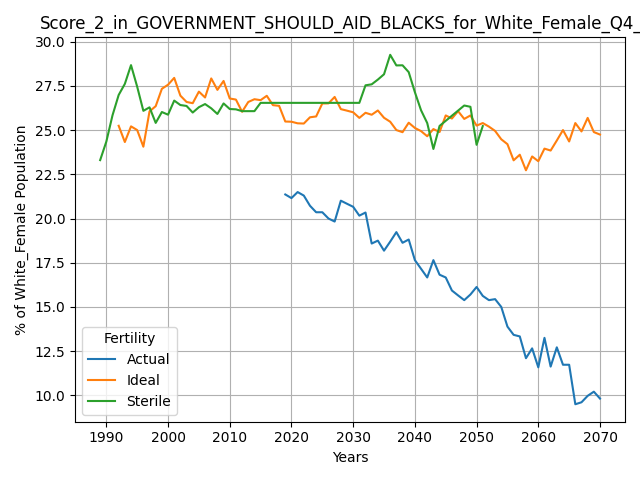 Score_2_in_GOVERNMENT_SHOULD_AID_BLACKS_for_White_Female_Q4_
% of White_Female Population
30.0
27.5
25.0
22.5
20.0
17.5
15.0
12.5
10.0
Fertility
Actual
Ideal
Sterile
1990 2000 2010 2020 2030 2040 2050 2060 2070
Years